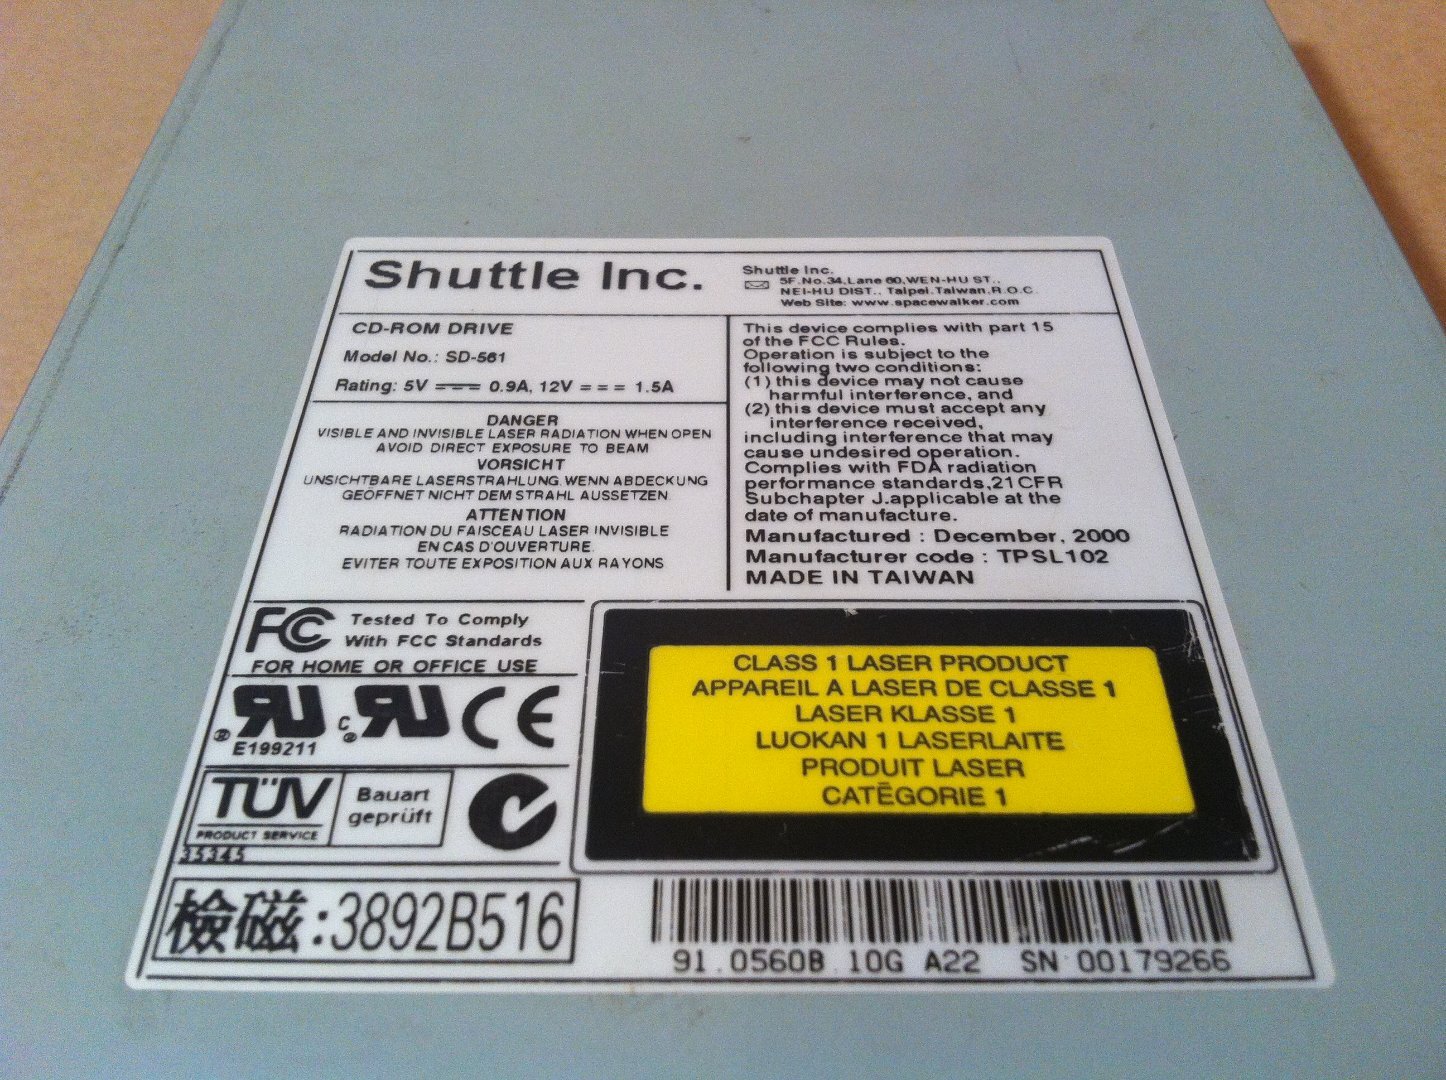 Shuttle Inc.
Shuttle Inc.
5F.No.34.Lane 60,WEN-HU ST.,
NEI-HU DIST., Taipei.Taiwan.R.O.C.
Web Site: www.spacewalker.com
CD-ROM DRIVE
Model No.: SD-561
Rating: 5V 0.9A, 12V === 1.5A
DANGER
VISIBLE AND INVISIBLE LASER RADIATION WHEN OPEN
AVOID DIRECT EXPOSURE TO BEAM
VORSICHT
UNSICHTBARE LASERSTRAHLUNG. WENN ABDECKUNG
GEÖFFNET NICHT DEM STRAHL AUSSETZEN
ATTENTION
RADIATION DU FAISCEAU LASER INVISIBLE
EN CAS D'OUVERTURE.
EVITER TOUTE EXPOSITION AUX RAYONS
This device complies with part 15
of the FCC Rules.
Operation is subject to the
following two conditions:
(1) this device may not cause
harmful interference, and
(2) this device must accept any
interference received,
including interference that may
cause undesired operation.
Complies with FDA radiation
performance standards,21 CFR
Subchapter J.applicable at the
date of manufacture.
Manufactured : December, 2000
Manufacturer code : TPSL102
MADE IN TAIWAN
FC Tested To Comply
With FCC Standards
FOR HOME OR OFFICE USE
E199211
CE
TÜV
PRODUCT SERVICE
Bauart
geprüft
35345
檢磁:3892B516
CLASS 1 LASER PRODUCT
APPAREIL A LASER DE CLASSE 1
LASER KLASSE 1
LUOKAN 1 LASERLAITE
PRODUIT LASER
CATĒGORIE 1
91.0560B.10G A22 SN 00179266